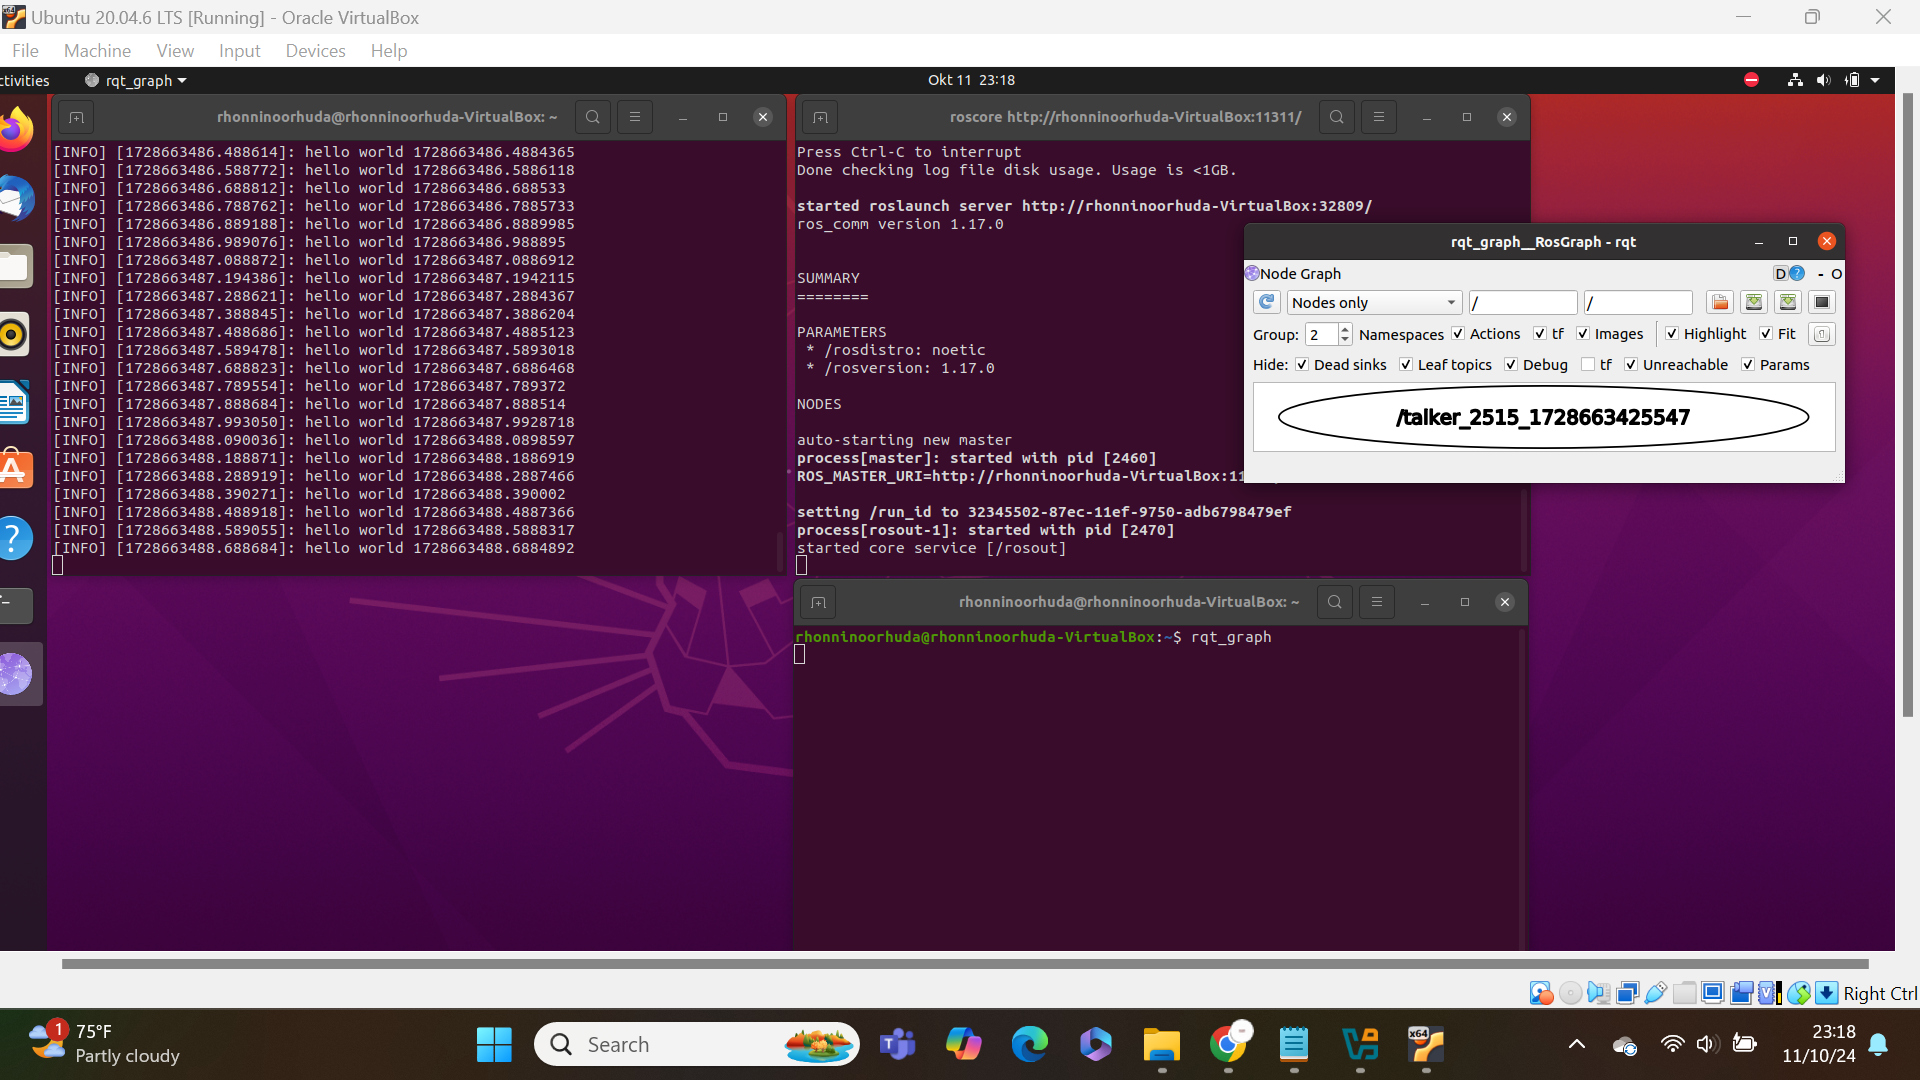 Ubuntu 20.04.6 LTS [Running] - Oracle VirtualBox
File Machine View Input Devices Help
ctivities rqt_graph Okt 11 23:18
rhonninoorhuda@rhonninoorhuda-VirtualBox: ~
[INFO] [1728663486.488614]: hello world 1728663486.4884365
[INFO] [1728663486.588772]: hello world 1728663486.5886118
[INFO] [1728663486.688812]: hello world 1728663486.688533
[INFO] [1728663486.788762]: hello world 1728663486.7885733
[INFO] [1728663486.889188]: hello world 1728663486.8889985
[INFO] [1728663486.989076]: hello world 1728663486.988895
[INFO] [1728663487.088872]: hello world 1728663487.0886912
[INFO] [1728663487.194386]: hello world 1728663487.1942115
[INFO] [1728663487.288621]: hello world 1728663487.2884367
[INFO] [1728663487.388845]: hello world 1728663487.3886204
[INFO] [1728663487.488686]: hello world 1728663487.4885123
[INFO] [1728663487.589478]: hello world 1728663487.5893018
[INFO] [1728663487.688823]: hello world 1728663487.6886468
[INFO] [1728663487.789554]: hello world 1728663487.789372
[INFO] [1728663487.888684]: hello world 1728663487.888514
[INFO] [1728663487.993050]: hello world 1728663487.9928718
[INFO] [1728663488.090036]: hello world 1728663488.0898597
[INFO] [1728663488.188871]: hello world 1728663488.1886919
[INFO] [1728663488.288919]: hello world 1728663488.2887466
[INFO] [1728663488.390271]: hello world 1728663488.390002
[INFO] [1728663488.488918]: hello world 1728663488.4887366
[INFO] [1728663488.589055]: hello world 1728663488.5888317
[INFO] [1728663488.688684]: hello world 1728663488.6884892
roscore http://rhonninoorhuda-VirtualBox:11311/
Press Ctrl-C to interrupt
Done checking log file disk usage. Usage is <1GB.
started roslaunch server http://rhonninoorhuda-VirtualBox:32809/
ros_comm version 1.17.0
SUMMARY
========
PARAMETERS
* /rosdistro: noetic
* /rosversion: 1.17.0
NODES
auto-starting new master
process[master]: started with pid [2460]
ROS_MASTER_URI=http://rhonninoorhuda-VirtualBox:11
setting /run_id to 32345502-87ec-11ef-9750-adb6798479ef
process[rosout-1]: started with pid [2470]
started core service [/rosout]
rqt_graph__RosGraph - rqt
Node Graph D ? - O
Nodes only / /
Group: 2 Namespaces Actions tf Images Highlight Fit
Hide: Dead sinks Leaf topics Debug tf Unreachable Params
/talker_2515_1728663425547
rhonninoorhuda@rhonninoorhuda-VirtualBox: ~
rhonninoorhuda@rhonninoorhuda-VirtualBox:~$ rqt_graph
Right Ctrl
1
75°F
Partly cloudy
Search
x64
23:18
11/10/24